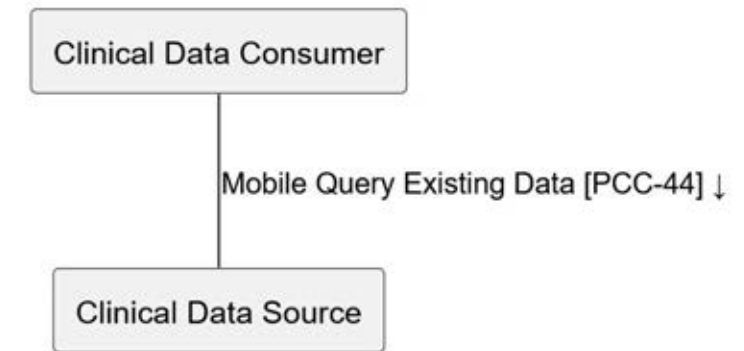 Clinical Data Consumer
Mobile Query Existing Data [PCC-44] ↓
Clinical Data Source